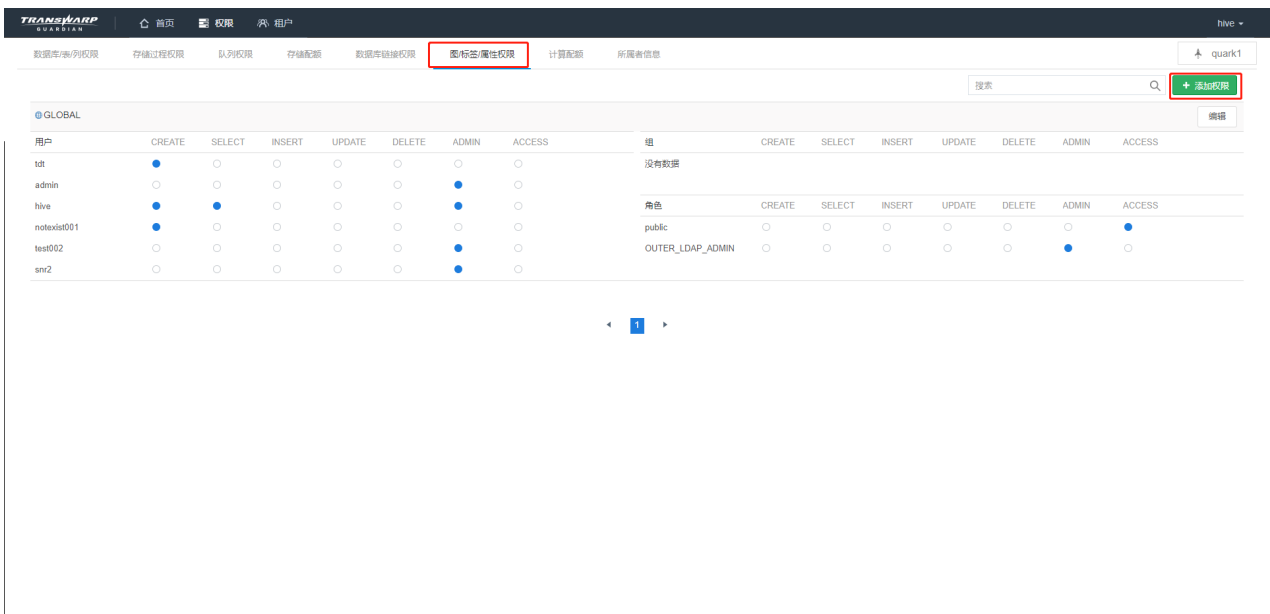 TRANSWARP
GUARDIAN
首页
权限
租户
hive
数据库/表/列权限
存储过程权限
队列权限
存储配额
数据库链接权限
图/标签/属性权限
计算配额
所属者信息
quark1
搜索
+ 添加权限
GLOBAL
编辑
用户 CREATE SELECT INSERT UPDATE DELETE ADMIN ACCESS
tdt
admin
hive
notexist001
test002
snr2
组 CREATE SELECT INSERT UPDATE DELETE ADMIN ACCESS
没有数据
角色 CREATE SELECT INSERT UPDATE DELETE ADMIN ACCESS
public
OUTER_LDAP_ADMIN
1